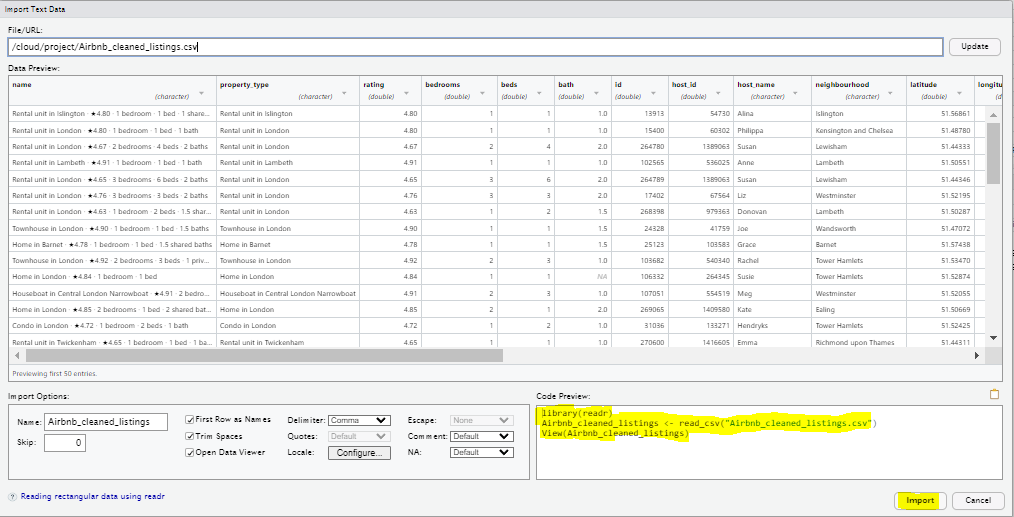 Import Text Data
File/URL:
/cloud/project/Airbnb_cleaned_listings.csv
Update
Data Preview:
name property_type rating bedrooms beds bath id host_id host_name neighbourhood latitude longitu
(character) (character) (double) (double) (double) (double) (double) (double) (character) (character) (double) (d
Rental unit in Islington · ★4.80 · 1 bedroom · 1 bed · 1 share... Rental unit in Islington 4.80 1 1 1.0 13913 54730 Alina Islington 51.56861
Rental unit in London · ★4.80 · 1 bedroom · 1 bed · 1 bath Rental unit in London 4.80 1 1 1.0 15400 60302 Philippa Kensington and Chelsea 51.48780
Rental unit in London · ★4.67 · 2 bedrooms · 4 beds · 2 baths Rental unit in London 4.67 2 4 2.0 264780 1389063 Susan Lewisham 51.44333
Rental unit in Lambeth · ★4.91 · 1 bedroom · 1 bed · 1 bath Rental unit in Lambeth 4.91 1 1 1.0 102565 536025 Anne Lambeth 51.50551
Rental unit in London · ★4.65 · 3 bedrooms · 6 beds · 2 baths Rental unit in London 4.65 3 6 2.0 264789 1389063 Susan Lewisham 51.44346
Rental unit in London · ★4.76 · 3 bedrooms · 3 beds · 2 baths Rental unit in London 4.76 3 3 2.0 17402 67564 Liz Westminster 51.52195
Rental unit in London · ★4.63 · 1 bedroom · 2 beds · 1.5 shar... Rental unit in London 4.63 1 2 1.5 268398 979363 Donovan Lambeth 51.50287
Townhouse in London · ★4.90 · 1 bedroom · 1 bed · 1.5 baths Townhouse in London 4.90 1 1 1.5 24328 41759 Joe Wandsworth 51.47072
Home in Barnet · ★4.78 · 1 bedroom · 1 bed · 1.5 shared baths Home in Barnet 4.78 1 1 1.5 25123 103583 Grace Barnet 51.57438
Townhouse in London · ★4.92 · 2 bedrooms · 3 beds · 1 priv... Townhouse in London 4.92 2 3 1.0 103682 540340 Rachel Tower Hamlets 51.53470
Home in London · ★4.84 · 1 bedroom · 1 bed Home in London 4.84 1 1 NA 106332 264345 Susie Tower Hamlets 51.52874
Houseboat in Central London Narrowboat · ★4.91 · 2 bedro... Houseboat in Central London Narrowboat 4.91 2 3 1.0 107051 554519 Meg Westminster 51.52055
Home in London · ★4.85 · 2 bedrooms · 1 bed · 2 shared bat... Home in London 4.85 2 1 2.0 269065 1409580 Kate Ealing 51.50669
Condo in London · ★4.72 · 1 bedroom · 2 beds · 1 bath Condo in London 4.72 1 2 1.0 31036 133271 Hendryks Tower Hamlets 51.52425
Rental unit in Twickenham · ★4.65 · 1 bedroom · 1 bed · 1 ba... Rental unit in Twickenham 4.65 1 1 1.0 270600 1416605 Emma Richmond upon Thames 51.44311
Previewing first 50 entries.
Import Options:
Name: Airbnb_cleaned_listings
Skip: 0
First Row as Names
Trim Spaces
Open Data Viewer
Delimiter: Comma
Quotes: Default
Locale: Configure...
Escape: None
Comment: Default
NA: Default
Code Preview:
library(readr)
Airbnb_cleaned_listings <- read_csv("Airbnb_cleaned_listings.csv")
View(Airbnb_cleaned_listings)
? Reading rectangular data using readr
Import
Cancel